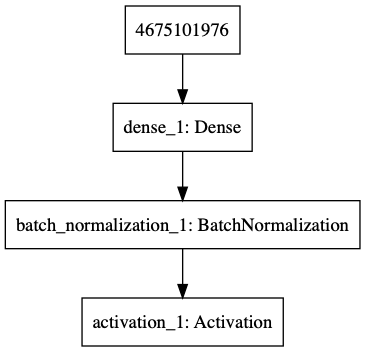 4675101976
dense_1: Dense
batch_normalization_1: BatchNormalization
activation_1: Activation